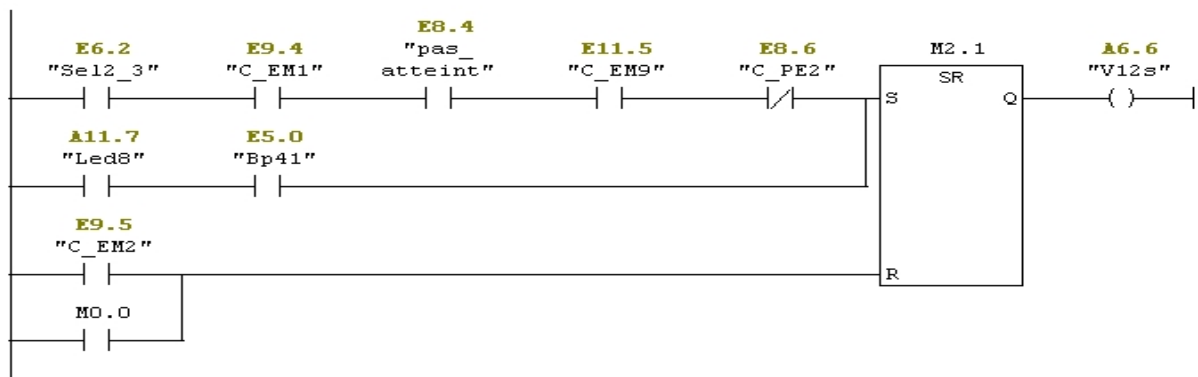 E8.4
E6.2 E9.4 "pas_ E11.5 E8.6 M2.1 A6.6
"Sel2_3" "C_EM1" atteint" "C_EM9" "C_PE2" SR "V12s"
S Q
A11.7 E5.0
"Led8" "Bp41"
E9.5
"C_EM2"
R
M0.0